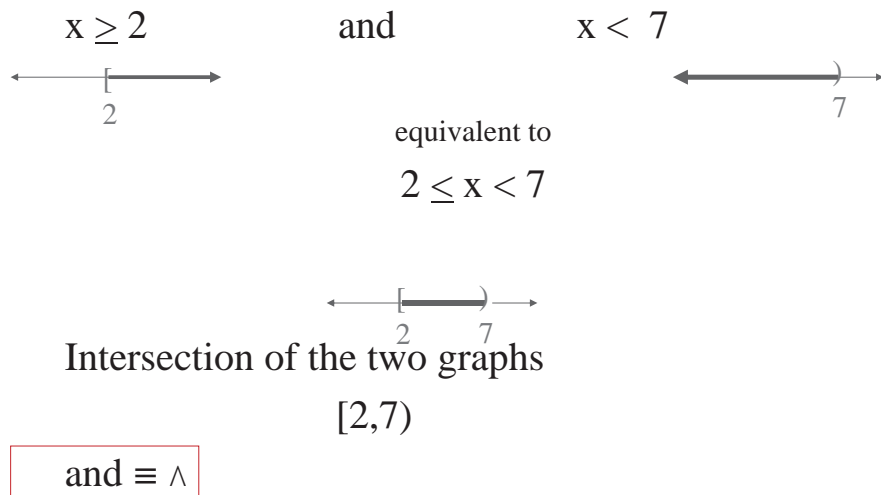 x ≥ 2 and x < 7
[ )
2 7
equivalent to
2 ≤ x < 7
[ )
2 7
Intersection of the two graphs
[2,7)
and ≡ ∧